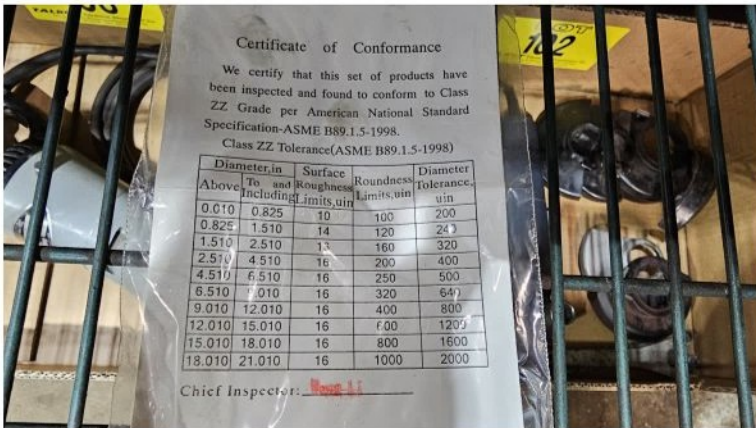 TALK
LOT
102
Certificate of Conformance
We certify that this set of products have
been inspected and found to conform to Class
ZZ Grade per American National Standard
Specification-ASME B89.1.5-1998.
Class ZZ Tolerance(ASME B89.1.5-1998)
Diameter,in Surface Roughness Limits,uin Roundness Limits,uin Diameter Tolerance, uin
Above To and Including
0.010 0.825 10 100 200
0.825 1.510 14 120 240
1.510 2.510 160 320
2.510 4.510 16 200 400
4.510 6.510 16 250 500
6.510 9.010 16 320 640
9.010 12.010 16 400 800
12.010 15.010 16 600 1200
15.010 18.010 16 800 1600
18.010 21.010 16 1000 2000
Chief Inspector: